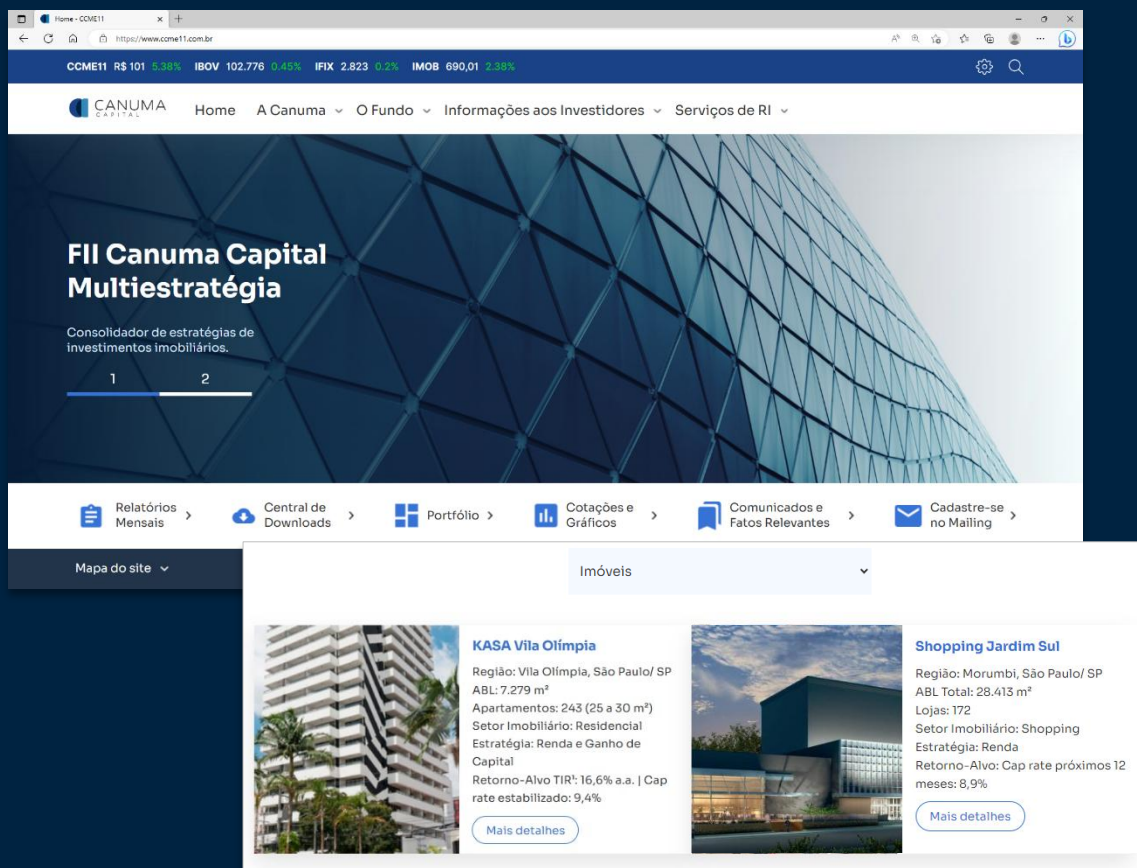 Home - CCME11
https://www.ccme11.com.br
CCME11 R$ 101 5.38% IBOV 102.776 0.45% IFIX 2.823 0.2% IMOB 690,01 2.38%
CANUMA
CAPITAL
Home A Canuma O Fundo Informações aos Investidores Serviços de RI
FII Canuma Capital
Multiestratégia
Consolidador de estratégias de
investimentos imobiliários.
1 2
Relatórios
Mensais
Central de
Downloads
Portfólio
Cotações e
Gráficos
Comunicados e
Fatos Relevantes
Cadastre-se
no Mailing
Mapa do site
Imóveis
KASA Vila Olímpia
Região: Vila Olímpia, São Paulo/ SP
ABL: 7.279 m²
Apartamentos: 243 (25 a 30 m²)
Setor Imobiliário: Residencial
Estratégia: Renda e Ganho de
Capital
Retorno-Alvo TIR¹: 16,6% a.a. | Cap
rate estabilizado: 9,4%
Mais detalhes
Shopping Jardim Sul
Região: Morumbi, São Paulo/ SP
ABL Total: 28.413 m²
Lojas: 172
Setor Imobiliário: Shopping
Estratégia: Renda
Retorno-Alvo: Cap rate próximos 12
meses: 8,9%
Mais detalhes